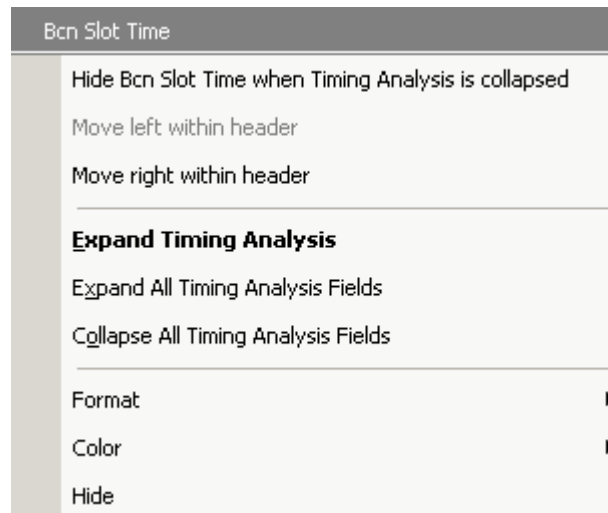 Bcn Slot Time
Hide Bcn Slot Time when Timing Analysis is collapsed
Move left within header
Move right within header
Expand Timing Analysis
Expand All Timing Analysis Fields
Collapse All Timing Analysis Fields
Format
Color
Hide